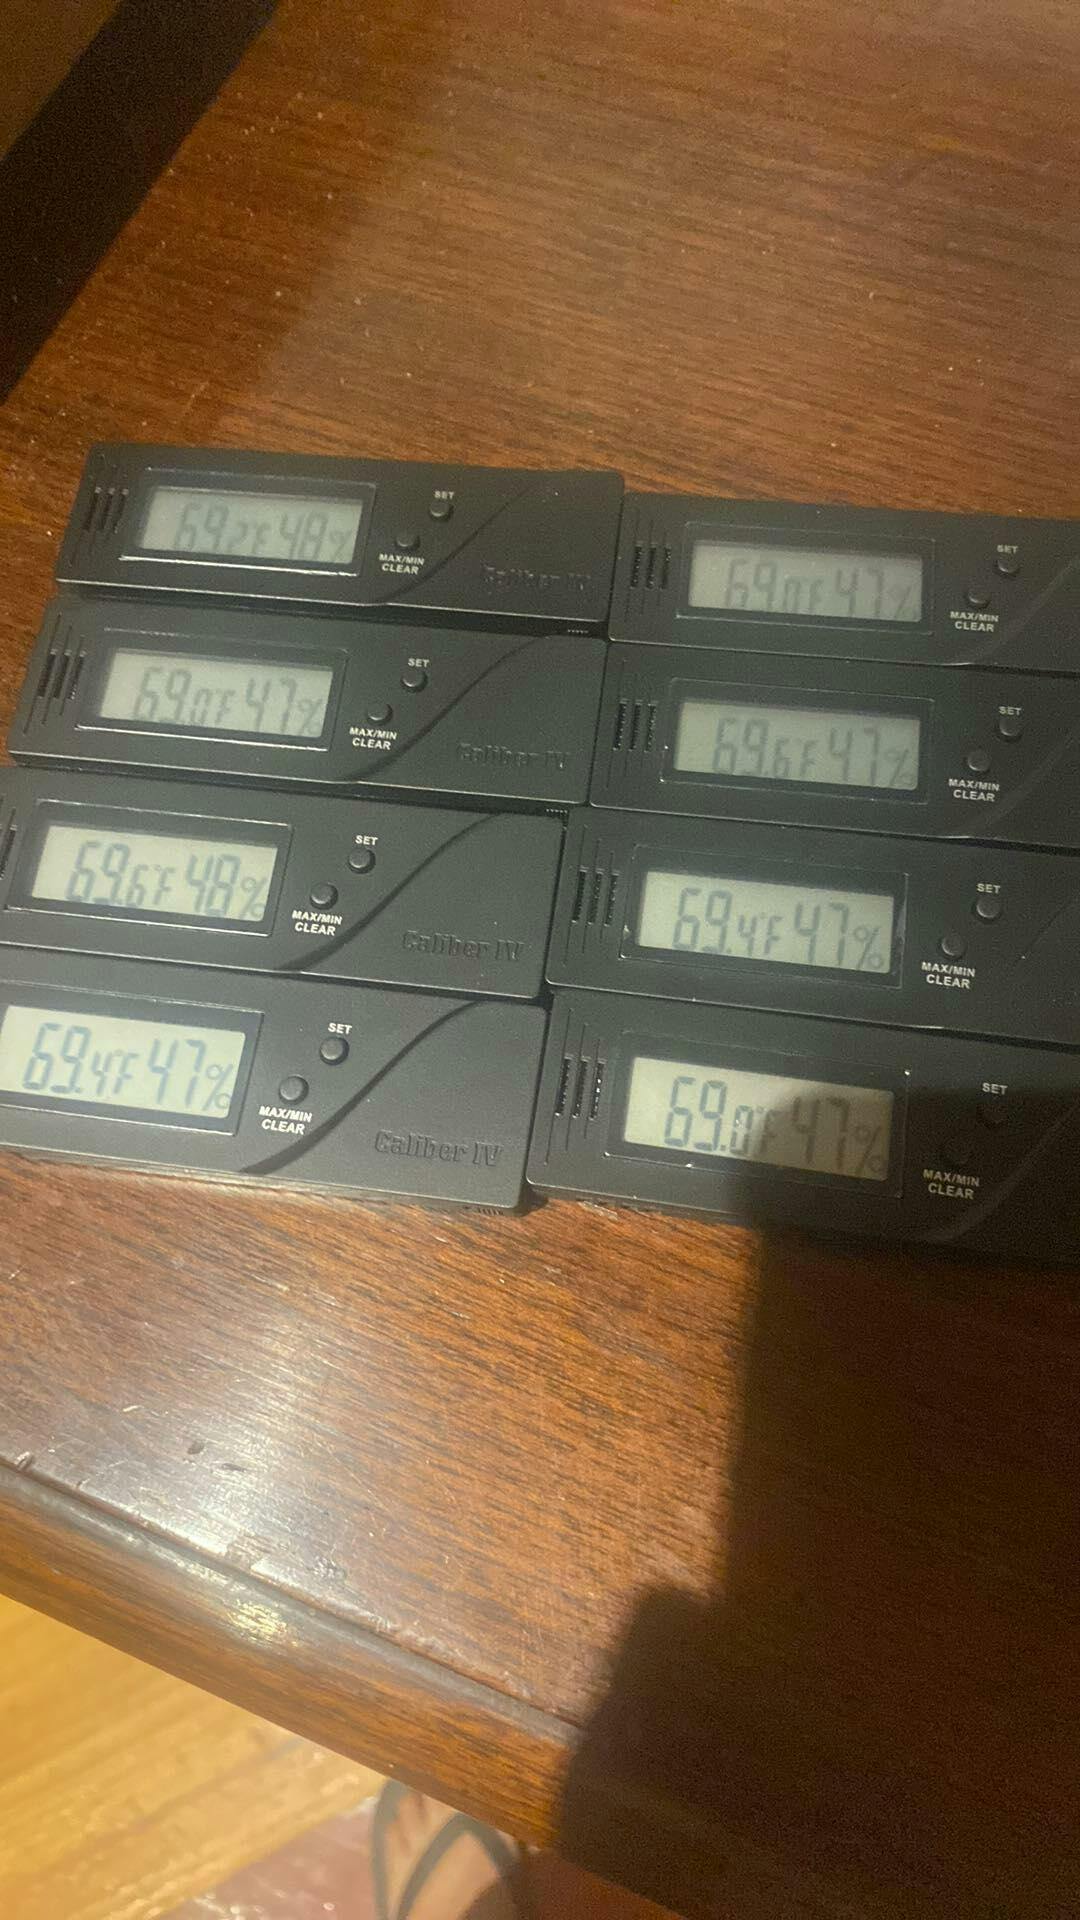 69.2°F 48%
SET
MAX/MIN
CLEAR
Caliber IV
69.0°F 47%
SET
MAX/MIN
CLEAR
Caliber IV
69.6°F 48%
SET
MAX/MIN
CLEAR
Caliber IV
69.4°F 47%
SET
MAX/MIN
CLEAR
Caliber IV
69.0°F 47%
SET
MAX/MIN
CLEAR
69.6°F 47%
SET
MAX/MIN
CLEAR
69.4°F 47%
SET
MAX/MIN
CLEAR
69.0°F 47%
SET
MAX/MIN
CLEAR